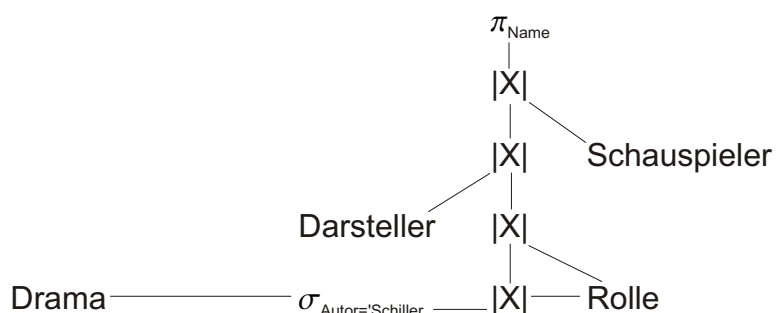 π Name
|X|
|X| Schauspieler
Darsteller |X|
Drama σ Autor='Schiller |X| Rolle